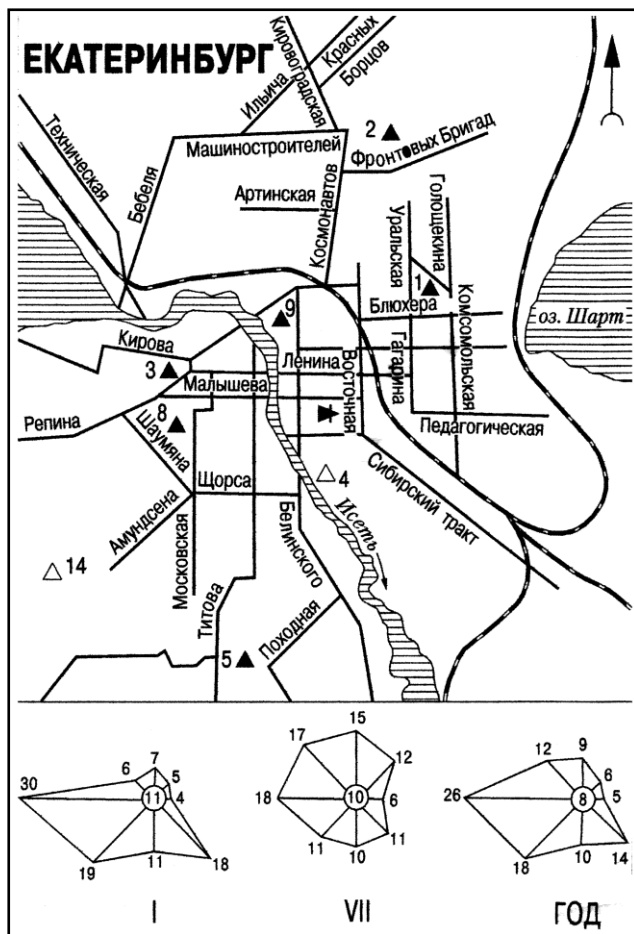 ЕКАТЕРИНБУРГ
Кировоградская
Красных
Борцов
Ильича
Техническая
2
Машиностроителей
Фронтовых Бригад
Бебеля
Артинская
Космонавтов
Уральская
Голощекина
1
9
Блюхера
Комсомольская
оз. Шарт
Кирова
Ленина
Восточная
Гагарина
3
Малышева
8
Репина
Шаумяна
Педагогическая
4
Щорса
Сибирский тракт
Амундсена
Исеть
14
Московская
Белинского
Титова
Походная
5
30 6 7 5 4 18 11 19 11
17 15 12 6 11 10 11 18 10
26 12 9 6 5 14 10 18 8
I VII ГОД